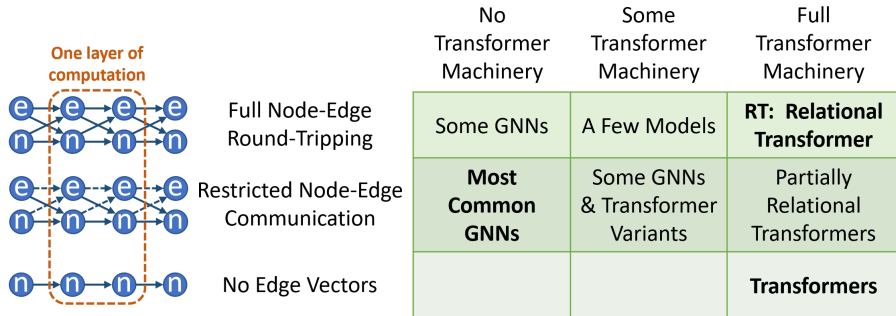 No
Transformer
Machinery
Some
Transformer
Machinery
Full
Transformer
Machinery
One layer of
computation
e e e e
n n n n
Full Node-Edge
Round-Tripping
Some GNNs
A Few Models
RT: Relational
Transformer
e e e e
n n n n
Restricted Node-Edge
Communication
Most
Common
GNNs
Some GNNs
& Transformer
Variants
Partially
Relational
Transformers
n n n n
No Edge Vectors
Transformers